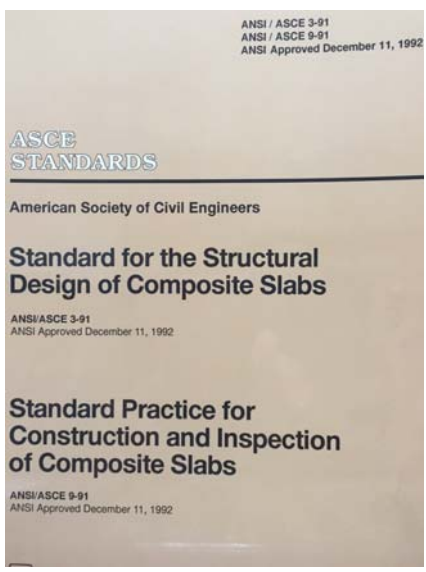 ANSI / ASCE 3-91
ANSI / ASCE 9-91
ANSI Approved December 11, 1992
ASCE
STANDARDS
American Society of Civil Engineers
Standard for the Structural
Design of Composite Slabs
ANSI/ASCE 3-91
ANSI Approved December 11, 1992
Standard Practice for
Construction and Inspection
of Composite Slabs
ANSI/ASCE 9-91
ANSI Approved December 11, 1992